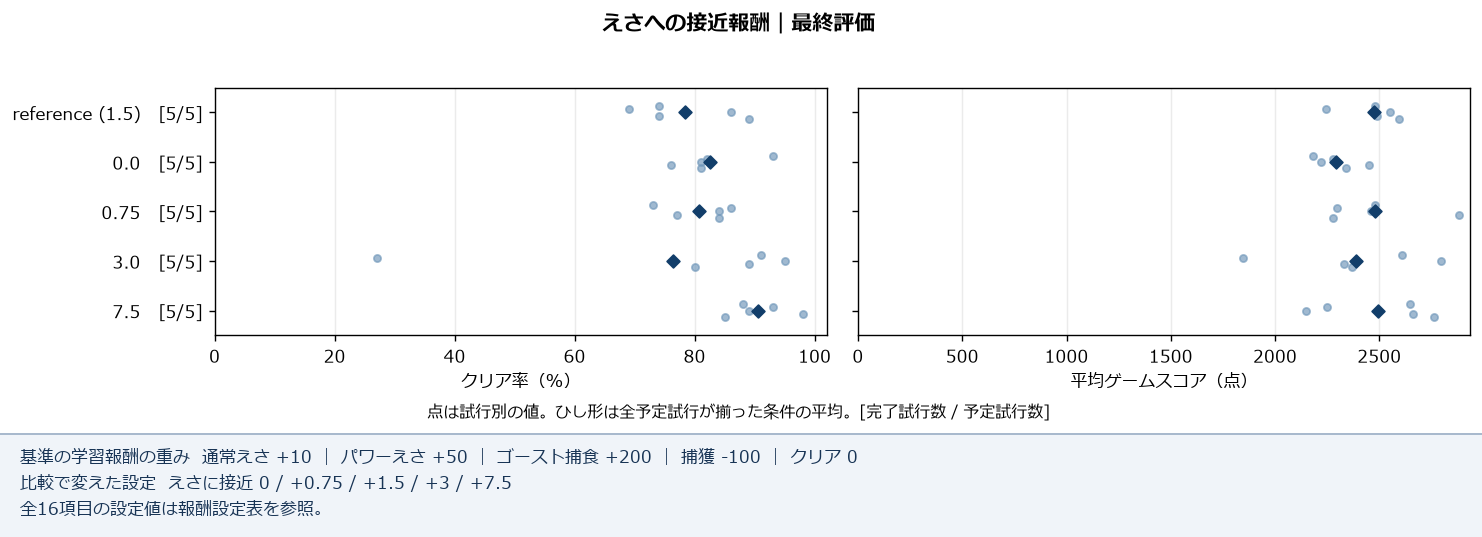 えさへの接近報酬｜最終評価
reference (1.5) [5/5]
0.0 [5/5]
0.75 [5/5]
3.0 [5/5]
7.5 [5/5]
0 20 40 60 80 100
クリア率（%）
0 500 1000 1500 2000 2500
平均ゲームスコア（点）
点は試行別の値。ひし形は全予定試行が揃った条件の平均。[完了試行数 / 予定試行数]
基準の学習報酬の重み 通常えさ +10 ｜ パワーえさ +50 ｜ ゴースト捕食 +200 ｜ 捕獲 -100 ｜ クリア 0
比較で変えた設定 えさに接近 0 / +0.75 / +1.5 / +3 / +7.5
全16項目の設定値は報酬設定表を参照。